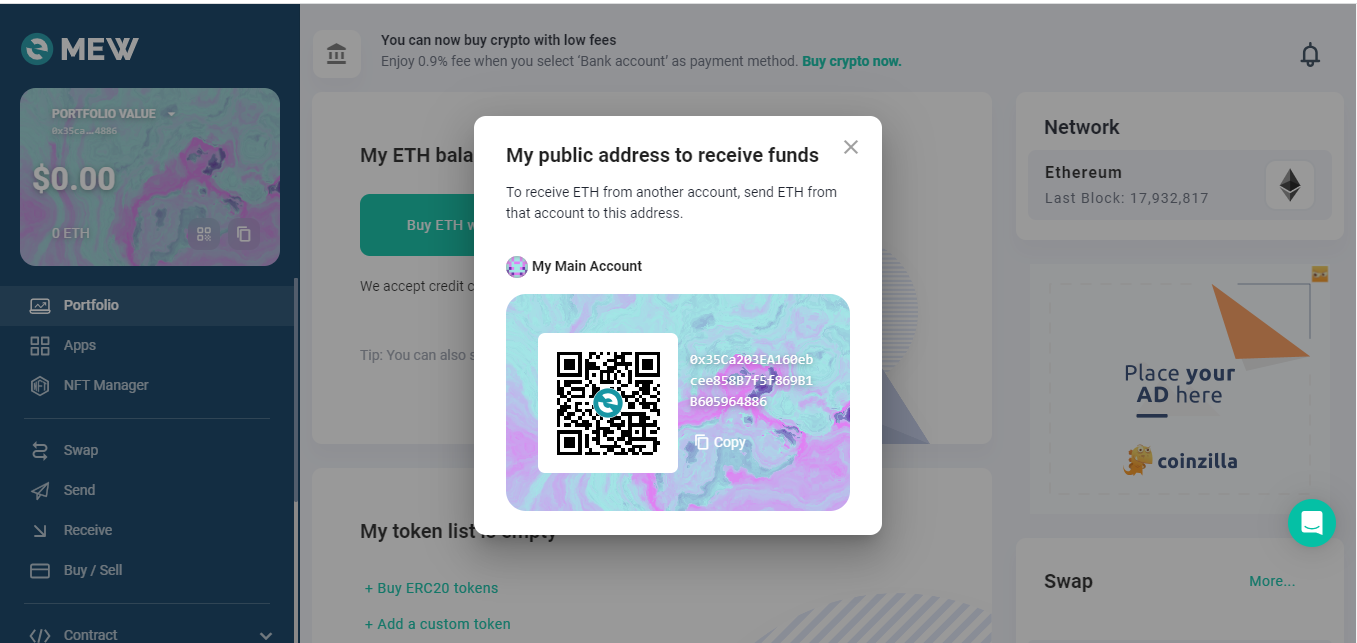 MEW
PORTFOLIO VALUE
0x35ca...4886
$0.00
0 ETH
Portfolio
Apps
NFT Manager
Swap
Send
Receive
Buy / Sell
Contract
You can now buy crypto with low fees
Enjoy 0.9% fee when you select ‘Bank account’ as payment method. Buy crypto now.
My ETH bala
Buy ETH w
We accept credit c
Tip: You can also s
My public address to receive funds
To receive ETH from another account, send ETH from
that account to this address.
My Main Account
0x35Ca203EA160eb
cee858B7f5f869B1
B605964886
Copy
My token list is empty
+ Buy ERC20 tokens
+ Add a custom token
Network
Ethereum
Last Block: 17,932,817
Place your
AD here
coinzilla
Swap
More...